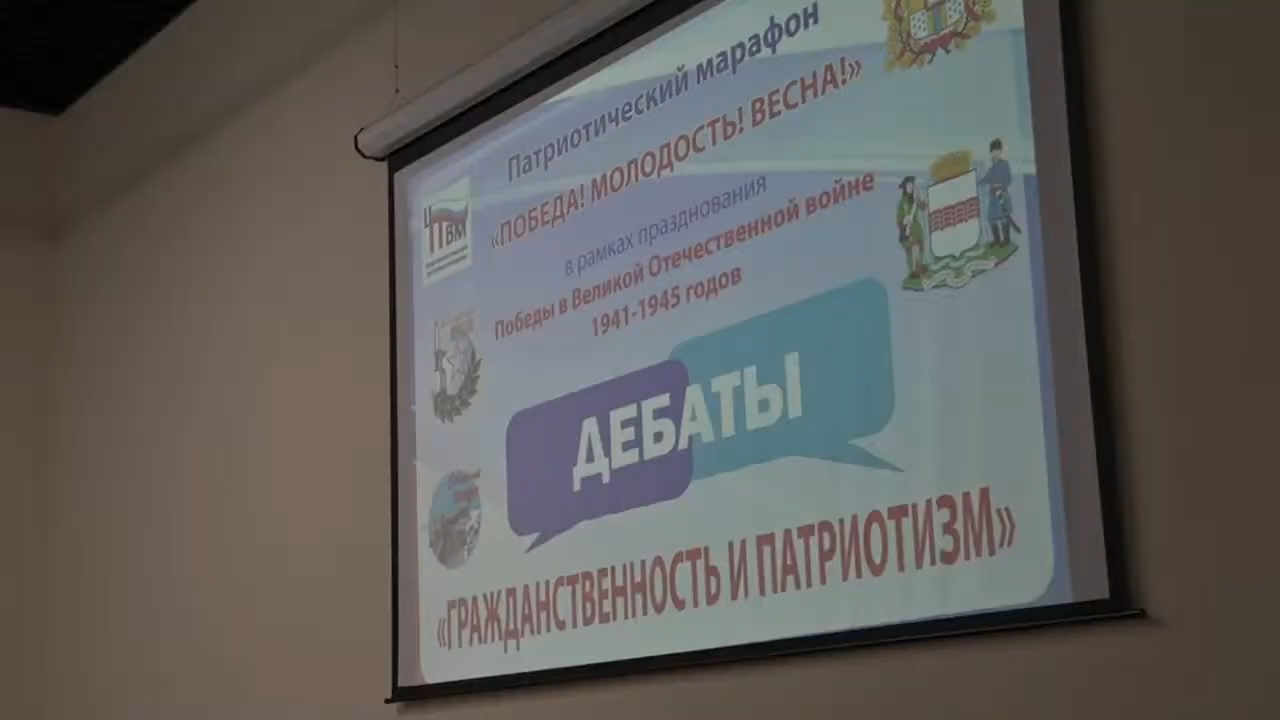 Патриотический марафон
«ПОБЕДА! МОЛОДОСТЬ! ВЕСНА!»
в рамках празднования
Победы в Великой Отечественной войне
1941-1945 годов
ЦПВМ
ДЕБАТЫ
«ГРАЖДАНСТВЕННОСТЬ И ПАТРИОТИЗМ»